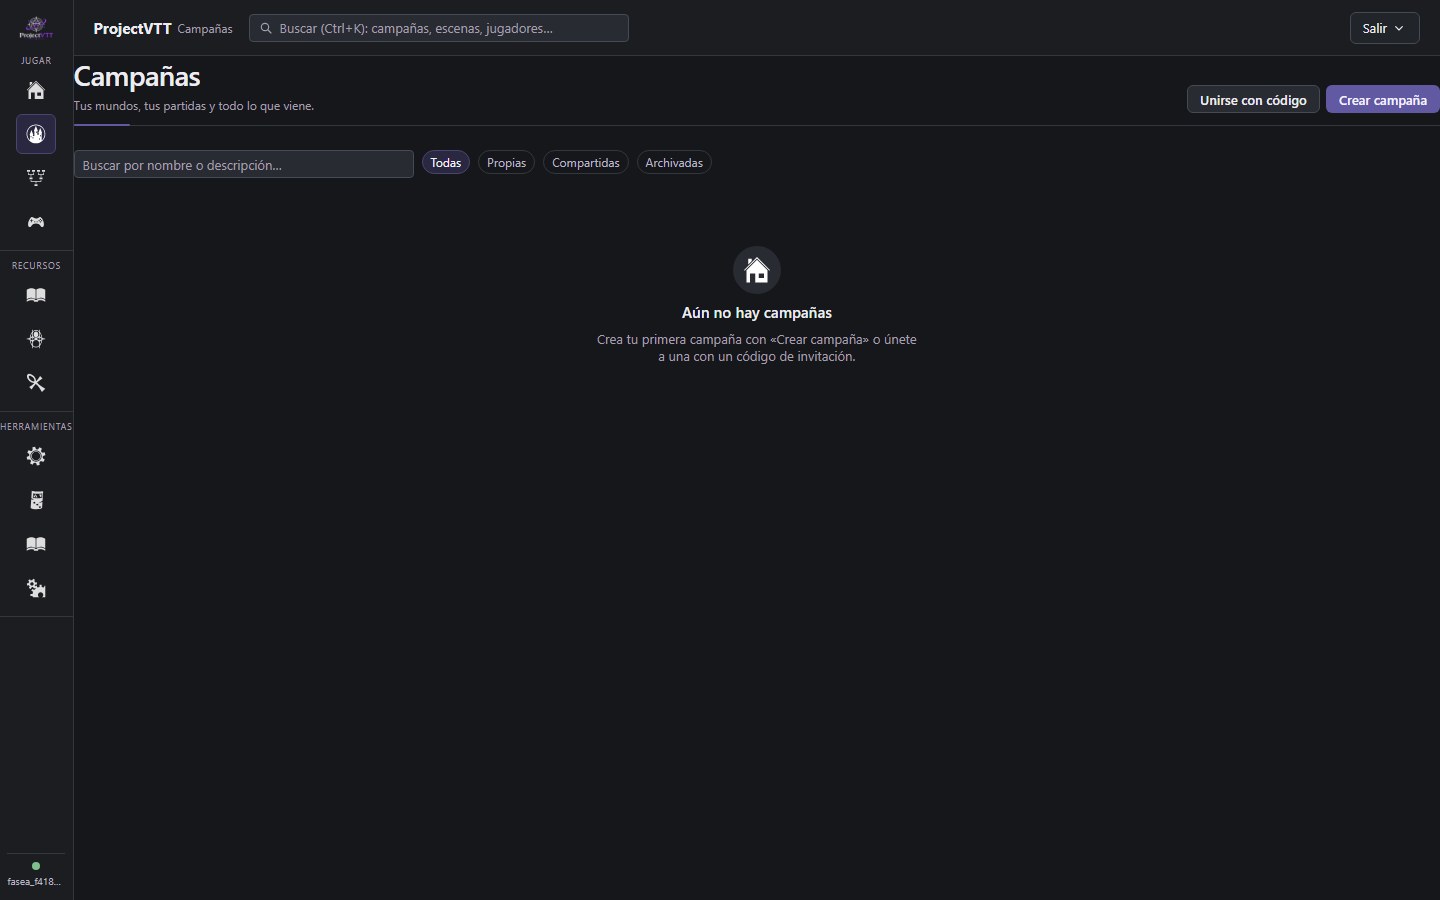 ProjectVTT
JUGAR
RECURSOS
HERRAMIENTAS
fasea_f418...
ProjectVTT Campañas
Buscar (Ctrl+K): campañas, escenas, jugadores...
Salir
Campañas
Tus mundos, tus partidas y todo lo que viene.
Unirse con código
Crear campaña
Buscar por nombre o descripción...
Todas
Propias
Compartidas
Archivadas
Aún no hay campañas
Crea tu primera campaña con «Crear campaña» o únete
a una con un código de invitación.